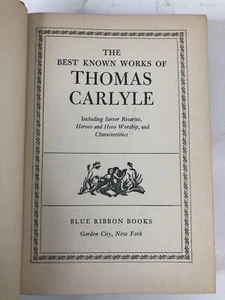 THE
BEST KNOWN WORKS OF
THOMAS
CARLYLE
Including Sartor Resartus,
Heroes and Hero Worship, and
Characteristics
BLUE RIBBON BOOKS
Garden City, New York